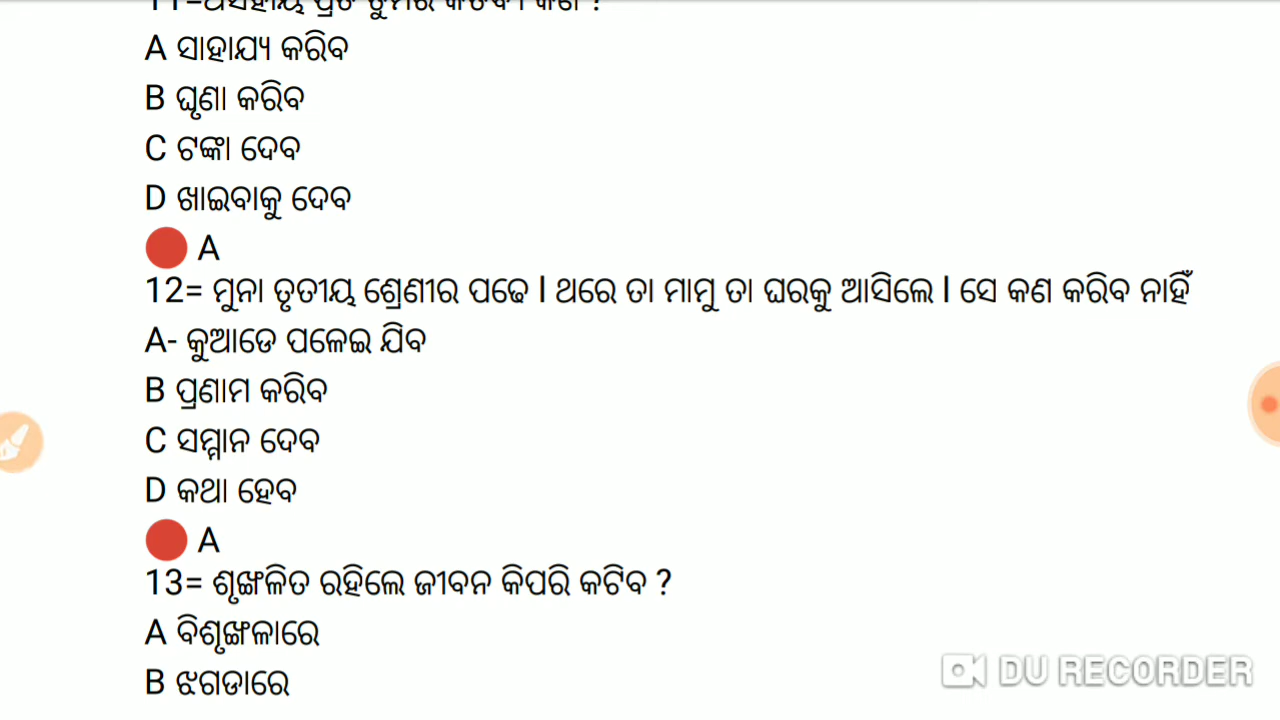 A ସାହାଯ୍ୟ କରିବ
B ଘୃଣା କରିବ
C ଟଙ୍କା ଦେବ
D ଖାଇବାକୁ ଦେବ
🔴 A
12= ମୁନା ତୃତୀୟ ଶ୍ରେଣୀର ପଢେ l ଥରେ ତା ମାମୁ ତା ଘରକୁ ଆସିଲେ l ସେ କଣ କରିବ ନାହିଁ
A- କୁଆଡେ ପଳେଇ ଯିବ
B ପ୍ରଣାମ କରିବ
C ସମ୍ମାନ ଦେବ
D କଥା ହେବ
🔴 A
13= ଶୃଙ୍ଖଳିତ ରହିଲେ ଜୀବନ କିପରି କଟିବ ?
A ବିଶୃଙ୍ଖଳାରେ
B ଝଗଡାରେ
DU RECORDER